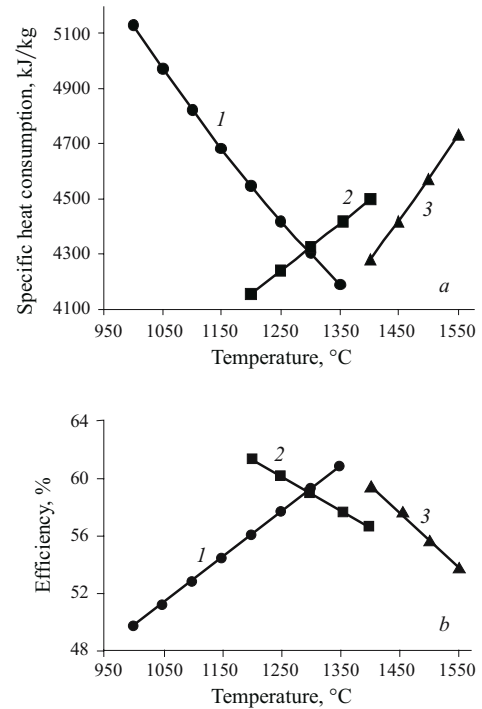 Specific heat consumption, kJ/kg
5100
4900
4700
4500
4300
4100
1
2
3
a
950 1050 1150 1250 1350 1450 1550
Temperature, °C
Efficiency, %
64
60
56
52
48
1
2
3
b
950 1050 1150 1250 1350 1450 1550
Temperature, °C